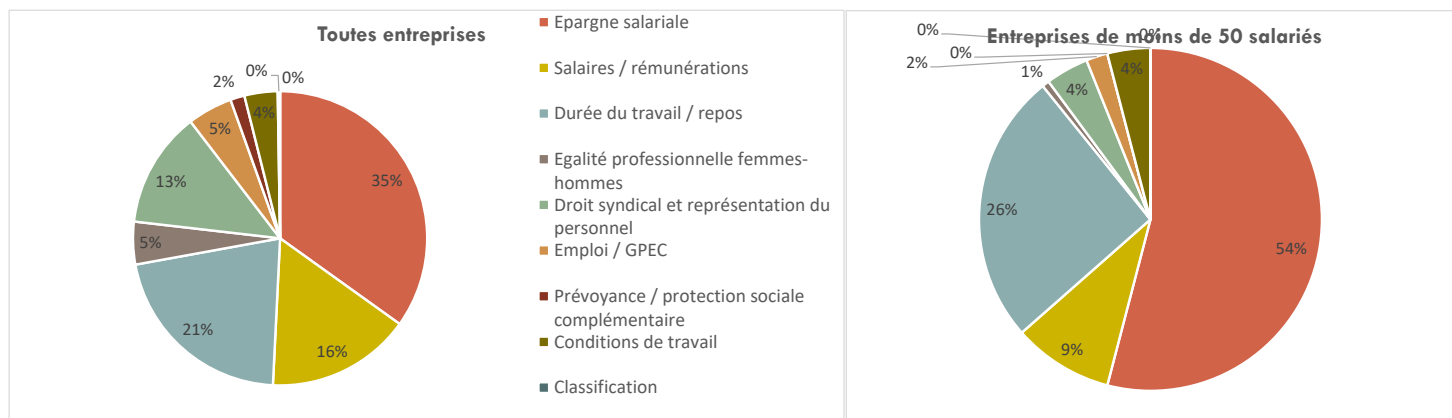 Toutes entreprises
0%
0%
2%
4%
5%
13%
5%
21%
16%
35%
Epargne salariale
Salaires / rémunérations
Durée du travail / repos
Egalité professionnelle femmes-
hommes
Droit syndical et représentation du
personnel
Emploi / GPEC
Prévoyance / protection sociale
complémentaire
Conditions de travail
Classification
Entreprises de moins de 50 salariés
0%
0%
0%
2%
1%
4%
4%
26%
9%
54%